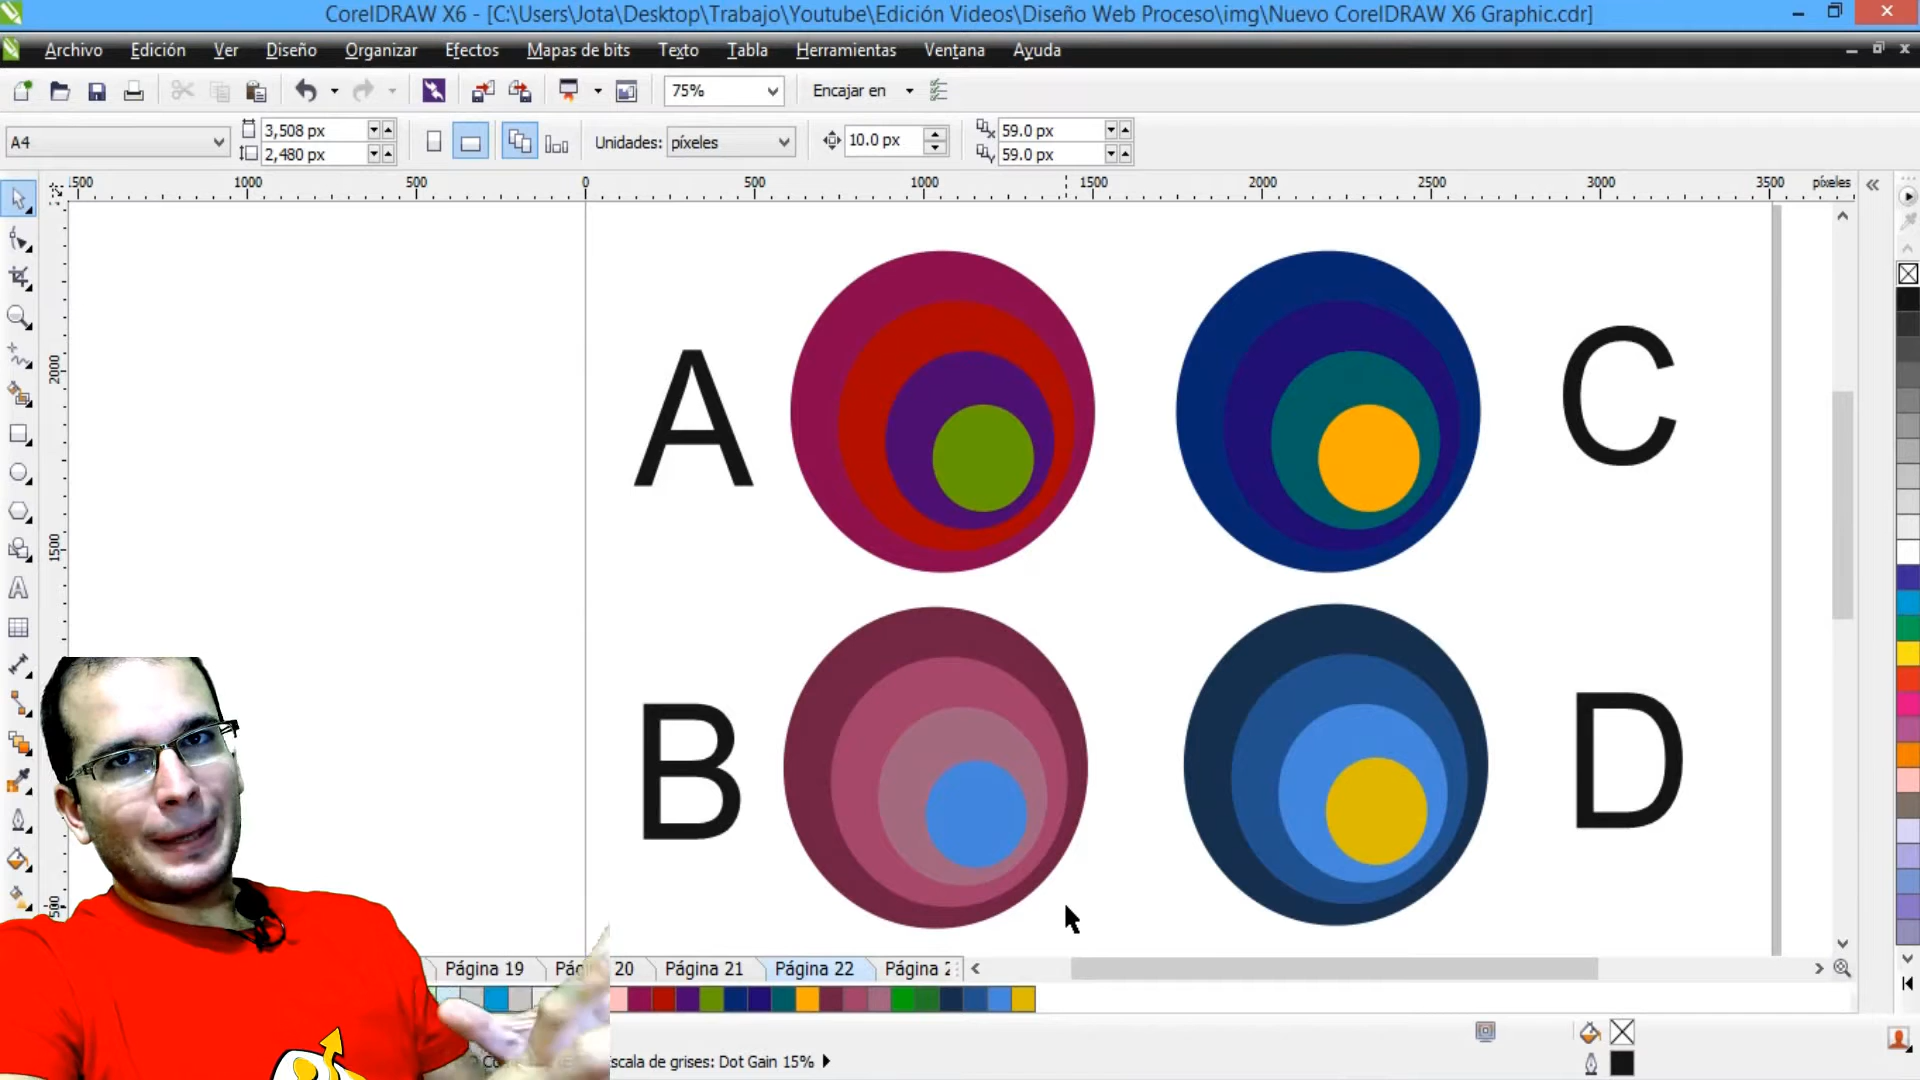 CorelDRAW X6 - [C:\Users\Jota\Desktop\Trabajo\Youtube\Edición Videos\Diseño Web Proceso\img\Nuevo CorelDRAW X6 Graphic.cdr]
Archivo Edición Ver Diseño Organizar Efectos Mapas de bits Texto Tabla Herramientas Ventana Ayuda
75% Encajar en
A4 3,508 px 2,480 px Unidades: píxeles 10.0 px 59.0 px 59.0 px
500 1000 500 0 500 1000 1500 2000 2500 3000 3500 píxeles
2000
1500
500
A
C
B
D
Página 19 20 Página 21 Página 22 Página 2
scala de grises: Dot Gain 15%